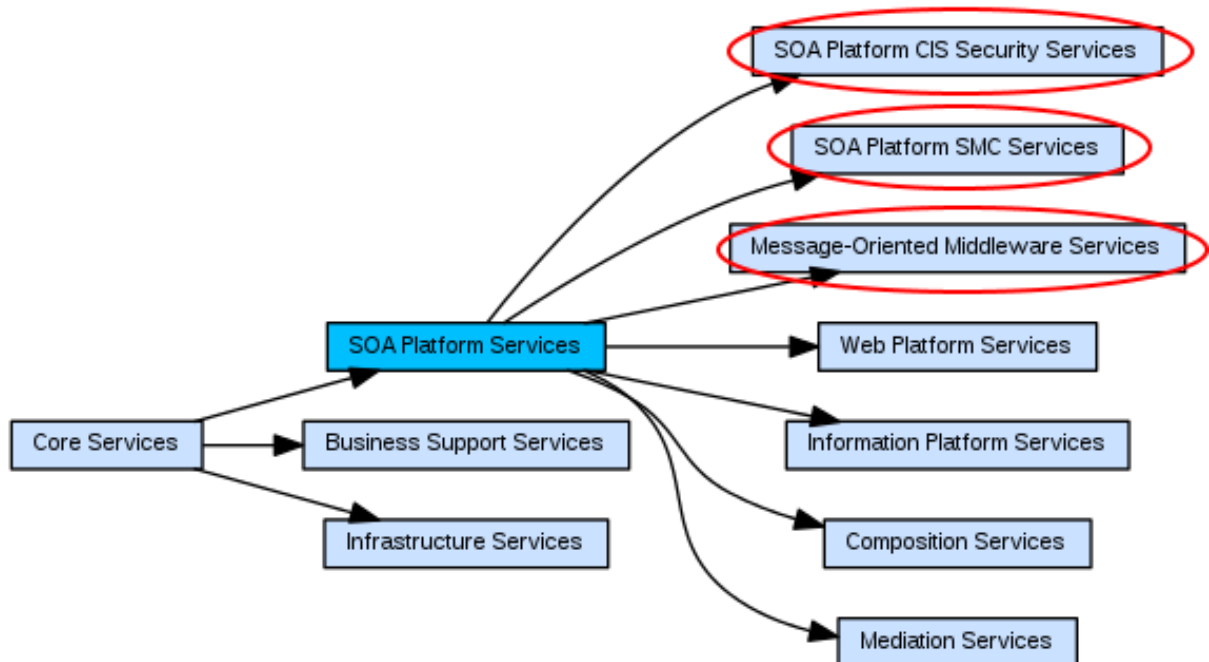 SOA Platform CIS Security Services
SOA Platform SMC Services
Message-Oriented Middleware Services
SOA Platform Services
Web Platform Services
Core Services
Business Support Services
Information Platform Services
Infrastructure Services
Composition Services
Mediation Services